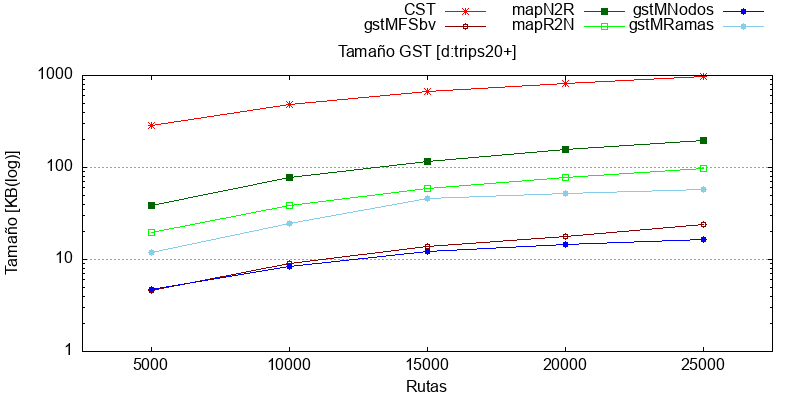 CST mapN2R gstMNodos
gstMFSbv mapR2N gstMRamas
Tamaño GST [d:trips20+]
1000
100
10
1
Tamaño [KB(log)]
5000 10000 15000 20000 25000
Rutas